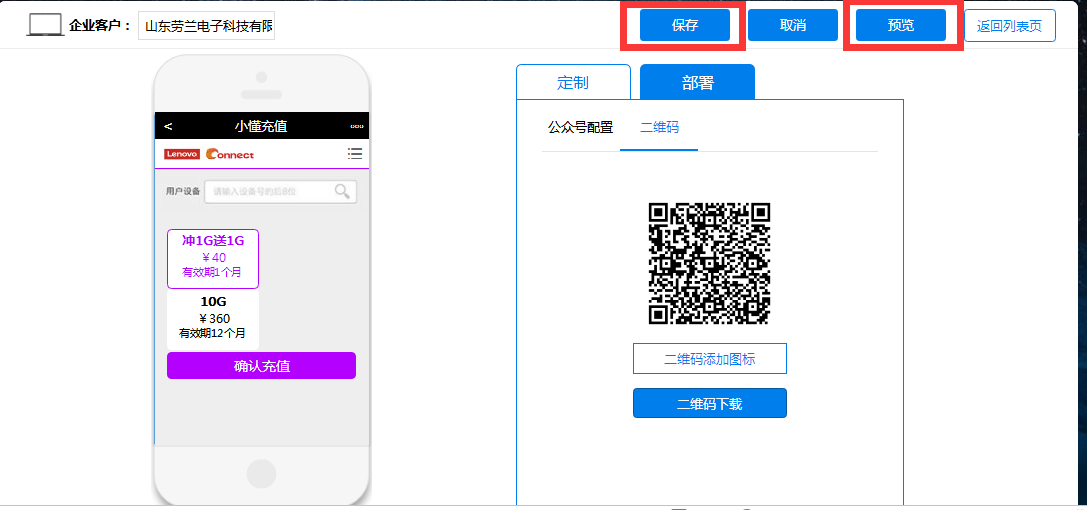 企业客户： 山东劳兰电子科技有限
保存 取消 预览 返回列表页
定制 部署
公众号配置 二维码
< 小懂充值 ooo
Lenovo Connect
用户设备 请输入设备号的后8位
冲1G送1G
￥40
有效期1个月
10G
￥360
有效期12个月
确认充值
二维码添加图标
二维码下载